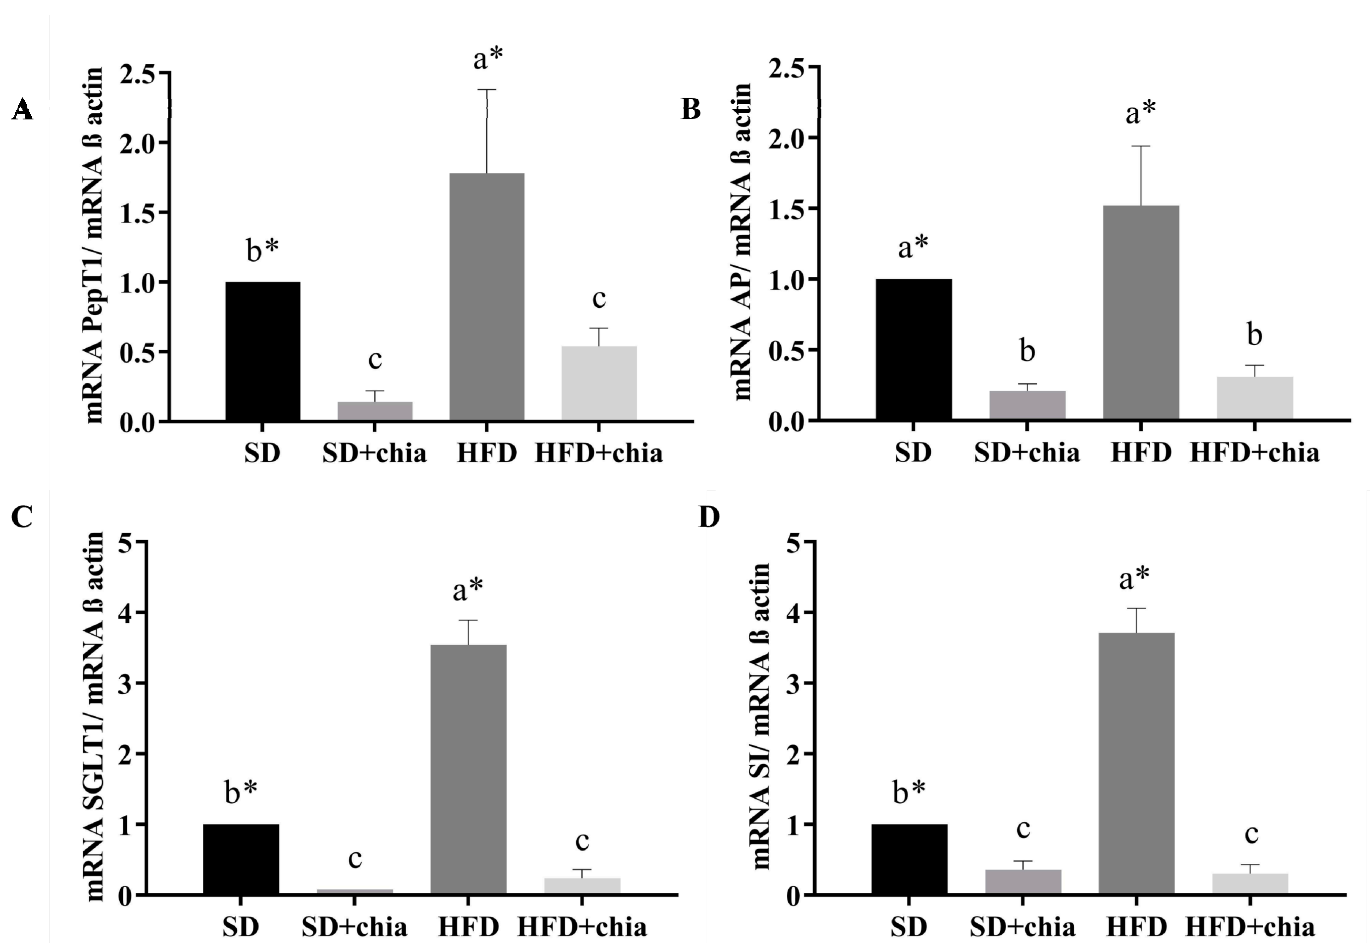 A
mRNA PepT1/ mRNA ß actin
2.5
2.0
1.5
1.0
0.5
0.0
b*
c
a*
c
SD SD+chia HFD HFD+chia
B
mRNA AP/ mRNA ß actin
2.5
2.0
1.5
1.0
0.5
0.0
a*
b
a*
b
SD SD+chia HFD HFD+chia
C
mRNA SGLT1/ mRNA ß actin
5
4
3
2
1
0
b*
c
a*
c
SD SD+chia HFD HFD+chia
D
mRNA SI/ mRNA ß actin
5
4
3
2
1
0
b*
c
a*
c
SD SD+chia HFD HFD+chia